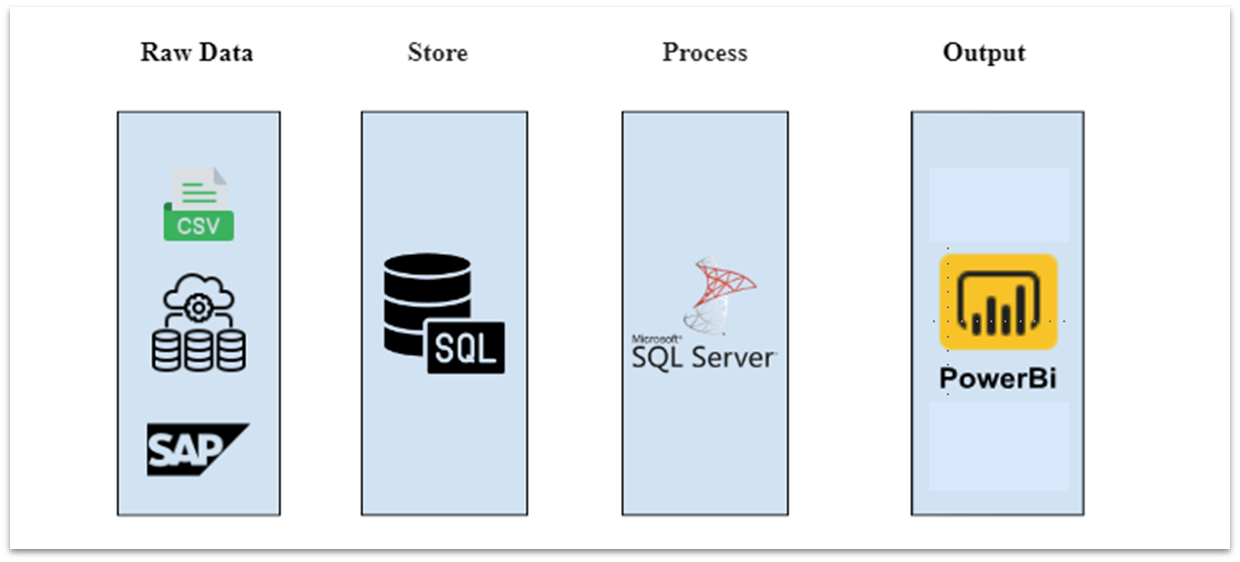 Raw Data
Store
Process
Output
CSV
SQL
SAP
Microsoft®
SQL Server
PowerBi